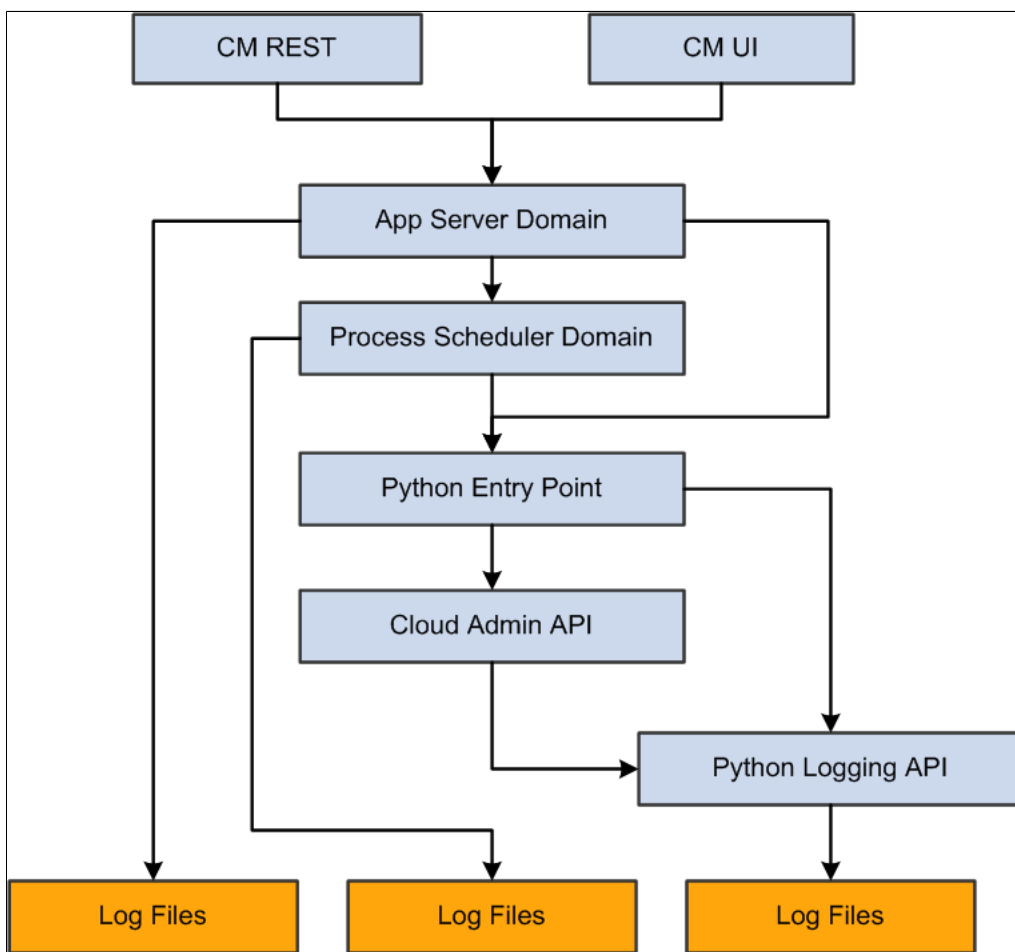 CM REST
CM UI
App Server Domain
Process Scheduler Domain
Python Entry Point
Cloud Admin API
Python Logging API
Log Files
Log Files
Log Files